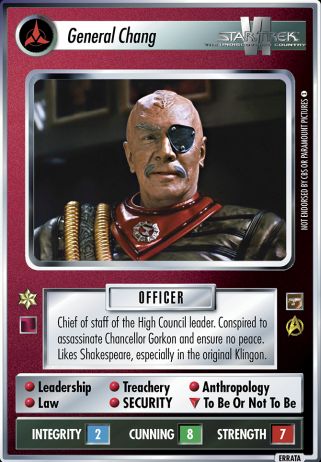 General Chang
STAR TREK
VI
THE UNDISCOVERED COUNTRY
NOT ENDORSED BY CBS OR PARAMOUNT PICTURES
OFFICER
Chief of staff of the High Council leader. Conspired to
assassinate Chancellor Gorkon and ensure no peace.
Likes Shakespeare, especially in the original Klingon.
Leadership Treachery Anthropology
Law SECURITY To Be Or Not To Be
INTEGRITY 2 CUNNING 8 STRENGTH 7
ERRATA